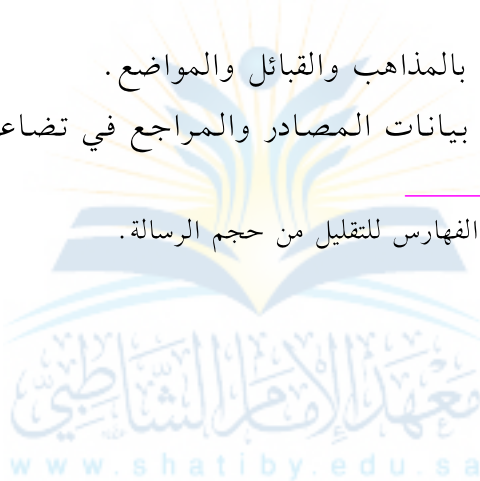 بالمذاهب والقبائل والمواضع.
بيانات المصادر والمراجع في
الفهارس للتقليل من حجم الرسالة.
معهد الإمام الشاطبي
www.shatiby.edu.sa